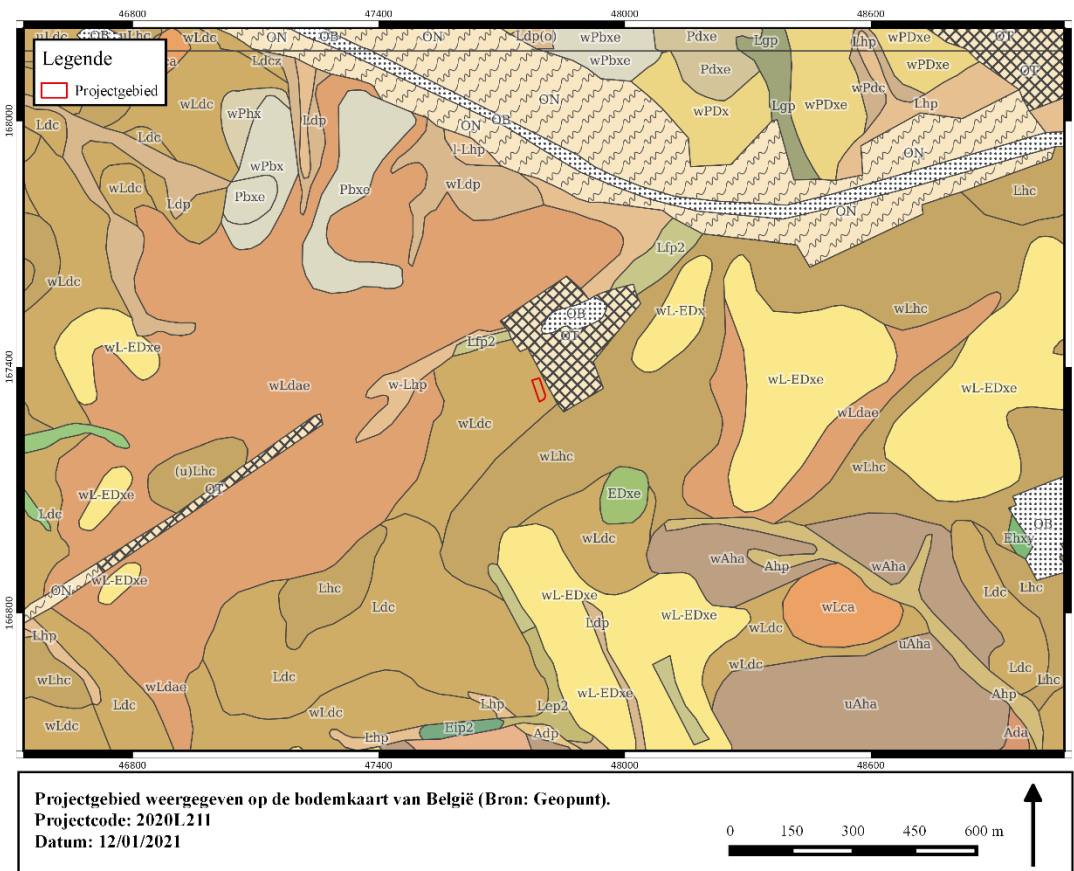 46800 47400 48000 48600
Legende
Projectgebied
uLdc OB uLhc wLdc ON OB ON Ldp(o) wPbxe Pdxe Lgp Lhp wPDxe OT
Ldcz wPbxe Pdxe wPDxe OT
ca
168000
wLdc wPhx Ldp ON OB wPDx Lgp wPDxe wPdc Lhp
Ldc Ldc ON l-Lhp ON
wPbx
wLdc Pbxe Pbxe wLdp Lhc
Ldp ON
Lfp2
wLdc wL-EDx wLhc
OB
wL-EDxe Lfp2 OT
167400
wLdae w-Lhp wL-EDxe wL-EDxe
wLdc wLdae
wLhc wLhc
(u)Lhc
OT
wL-EDxe EDxe
Ldc OB
wLdc Ehxy
wAha Ahp wAha
wL-EDxe
ON Lhc Ldc wL-EDxe Ldc Lhc
166800
wL-EDxe wLca
Lhp Ldp wLdc uAha
wLdc
wLhc Ldc Ldc Lhc
wLdae wL-EDxe Ahp
Ldc Lhp Lep2 uAha
wLdc wLdc
Lhp Eip2 Adp Ada
46800 47400 48000 48600
Projectgebied weergegeven op de bodemkaart van België (Bron: Geopunt).
Projectcode: 2020L211
Datum: 12/01/2021
0 150 300 450 600 m